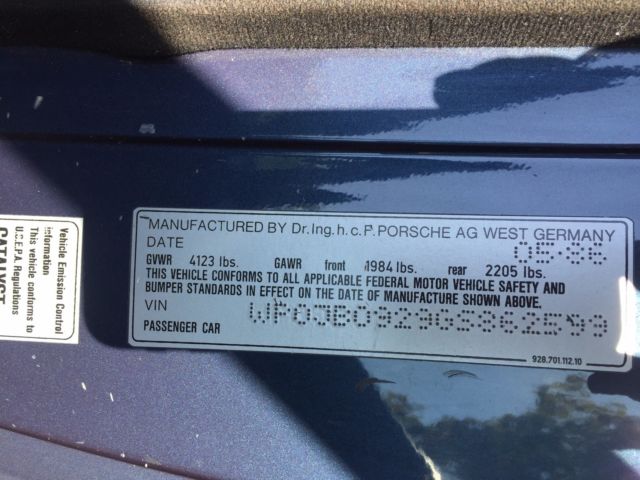 Vehicle Emission Control
Information
This vehicle conforms to
U.S.E.P.A. Regulations
CATALYST
MANUFACTURED BY Dr.Ing.h.c.F. PORSCHE AG WEST GERMANY
DATE 05 86
GVWR 4123 lbs. GAWR front 1984 lbs. rear 2205 lbs.
THIS VEHICLE CONFORMS TO ALL APPLICABLE FEDERAL MOTOR VEHICLE SAFETY AND
BUMPER STANDARDS IN EFFECT ON THE DATE OF MANUFACTURE SHOWN ABOVE.
VIN WP0JB0929GS862599
PASSENGER CAR
928.701.112.10